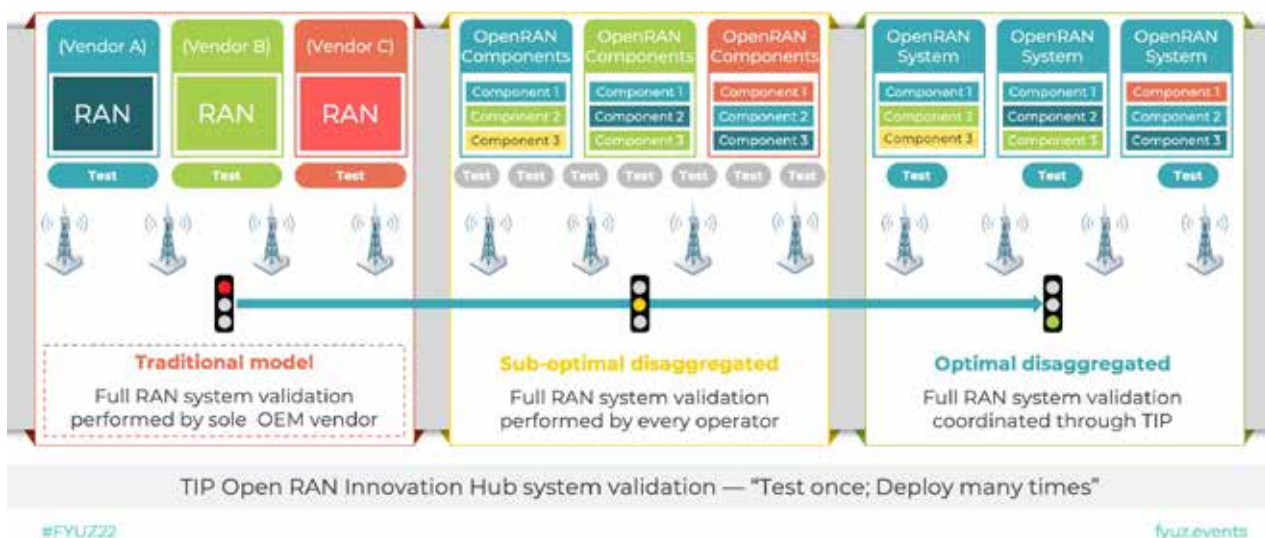 (Vendor A)
(Vendor B)
(Vendor C)
RAN
RAN
RAN
Test
Test
Test
Traditional model
Full RAN system validation
performed by sole OEM vendor
OpenRAN
Components
OpenRAN
Components
OpenRAN
Components
Component 1
Component 2
Component 3
Component 1
Component 2
Component 3
Component 1
Component 2
Component 3
Test
Test
Test
Test
Test
Test
Test
Sub-optimal disaggregated
Full RAN system validation
performed by every operator
OpenRAN
System
OpenRAN
System
OpenRAN
System
Component 1
Component 2
Component 3
Component 1
Component 2
Component 3
Component 1
Component 2
Component 3
Test
Test
Test
Optimal disaggregated
Full RAN system validation
coordinated through TIP
TIP Open RAN Innovation Hub system validation — “Test once; Deploy many times”
#FYUZ22
fyuz.events